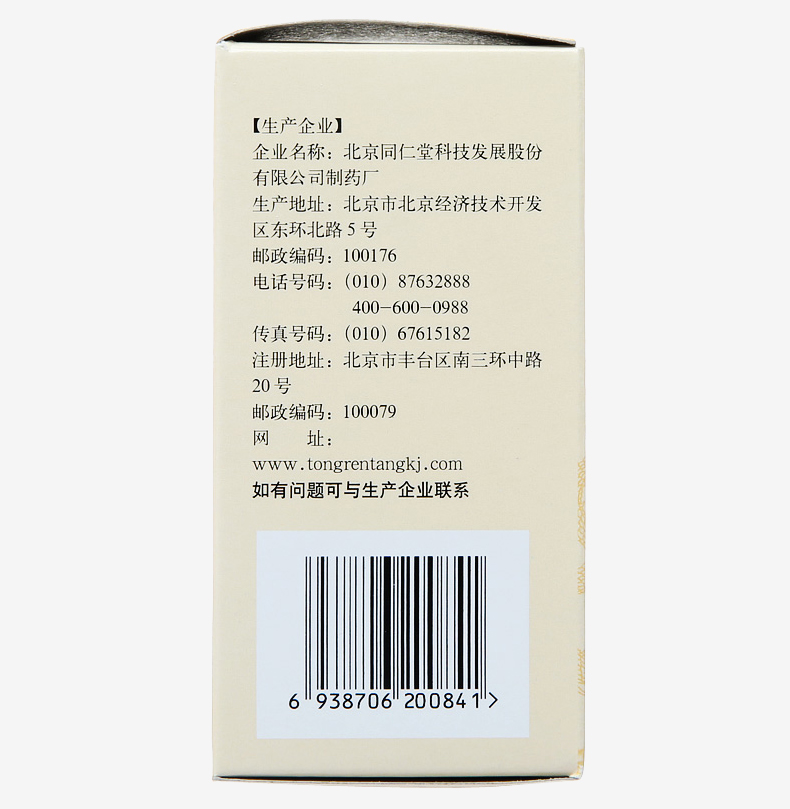 【生产企业】
企业名称：北京同仁堂科技发展股份
有限公司制药厂
生产地址：北京市北京经济技术开发
区东环北路 5 号
邮政编码：100176
电话号码：（010）87632888
400-600-0988
传真号码：（010）67615182
注册地址：北京市丰台区南三环中路
20 号
邮政编码：100079
网　　址：
www.tongrentangkj.com
如有问题可与生产企业联系
6 938706 200841 >